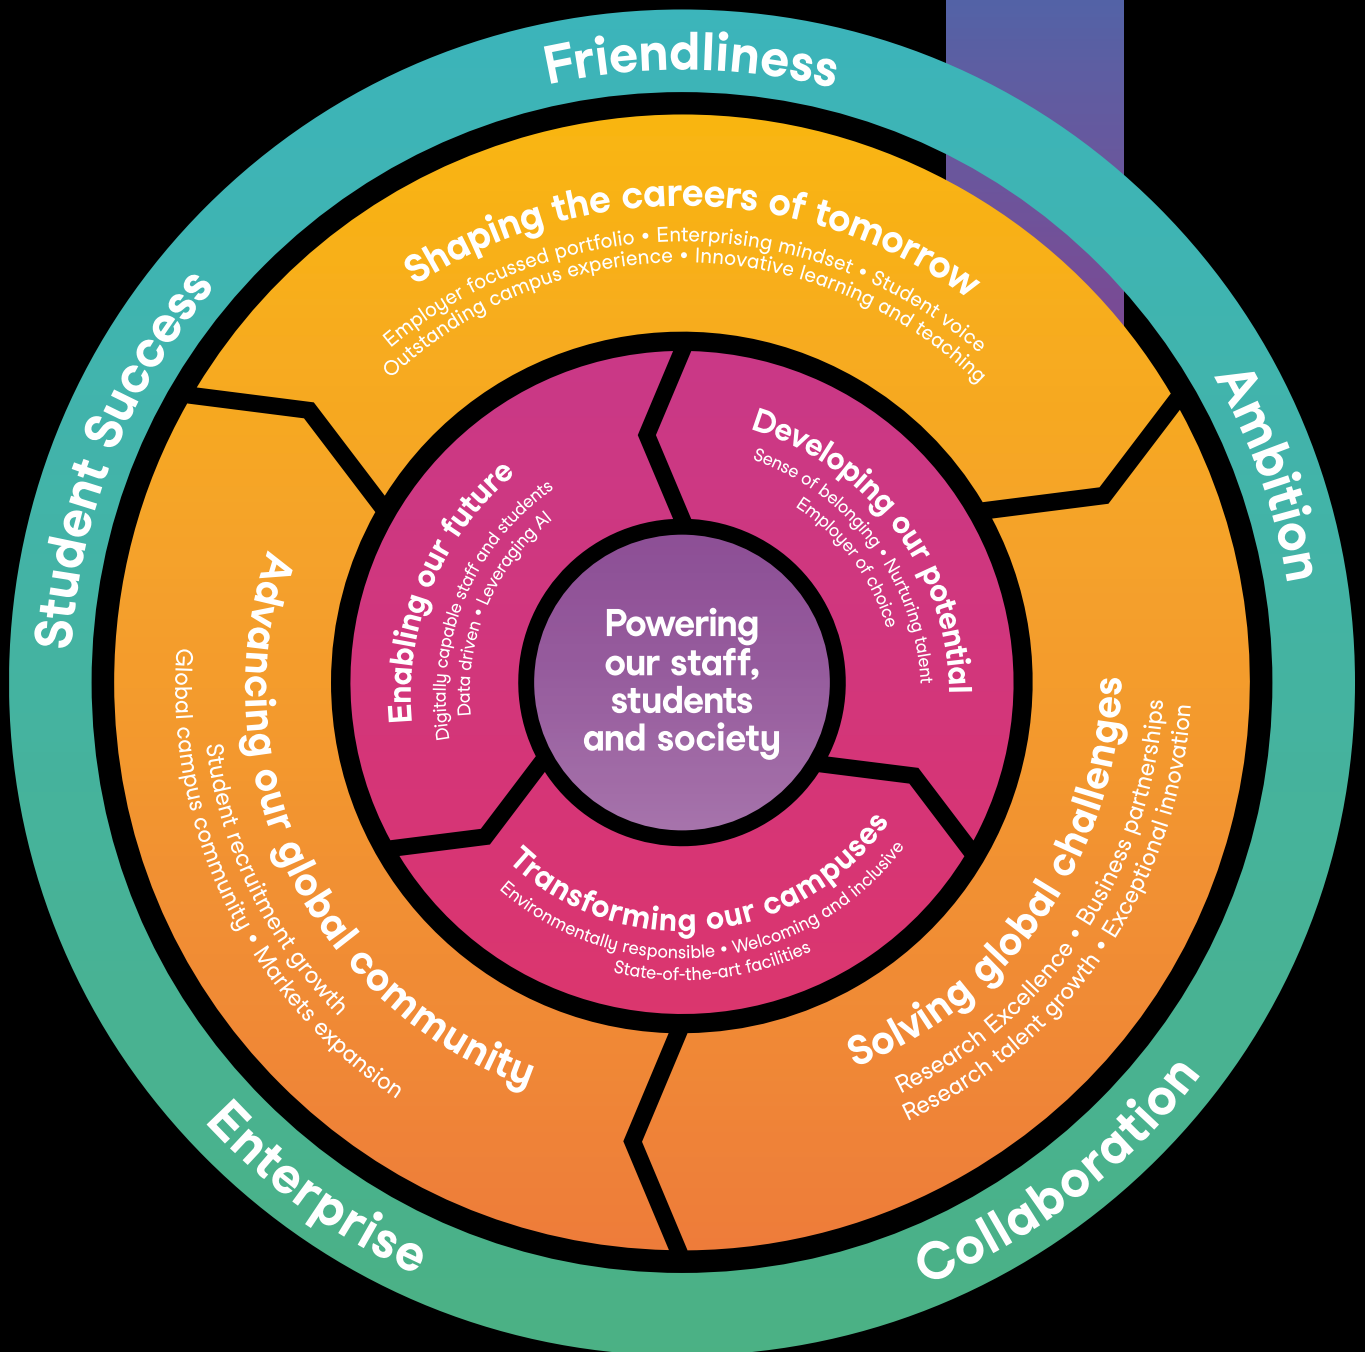 Friendliness
Ambition
Collaboration
Enterprise
Student Success
Shaping the careers of tomorrow
Employer focussed portfolio • Enterprising mindset • Student voice
Outstanding campus experience • Innovative learning and teaching
Solving global challenges
Research Excellence • Business partnerships
Research talent growth • Exceptional innovation
Advancing our global community
Student recruitment growth
Global campus community • Markets expansion
Enabling our future
Digitally capable staff and students
Data driven • Leveraging AI
Developing our potential
Sense of belonging • Nurturing talent
Employer of choice
Transforming our campuses
Environmentally responsible • Welcoming and inclusive
State-of-the-art facilities
Powering
our staff,
students
and society